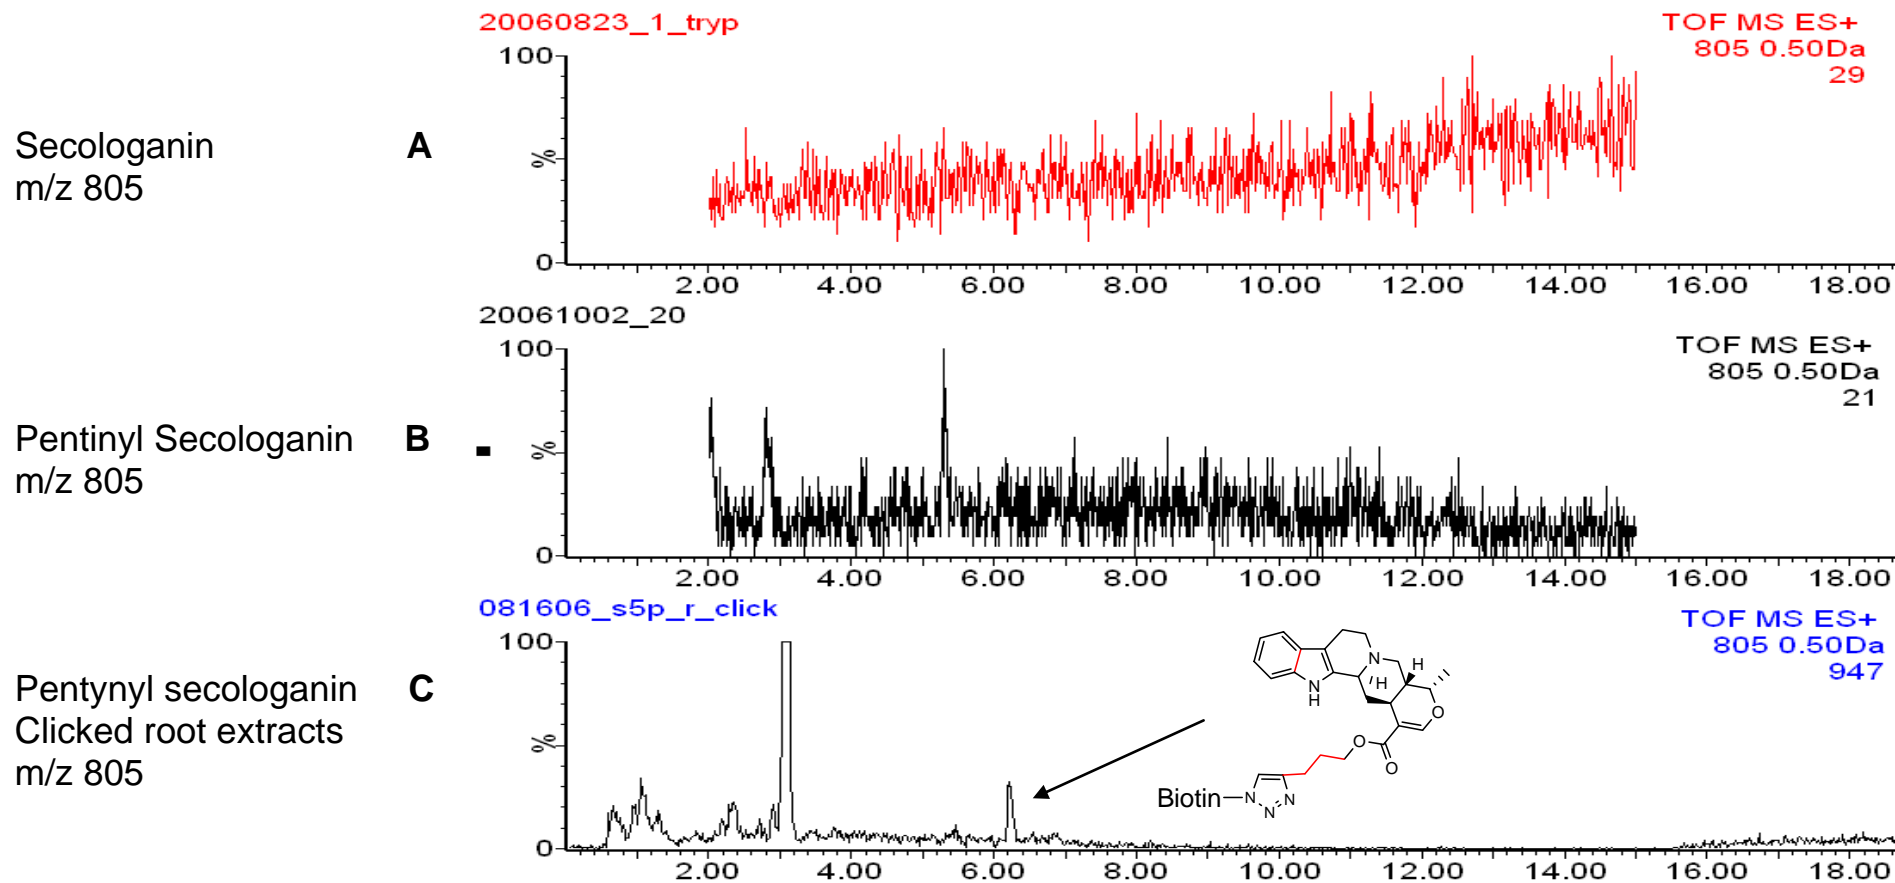 20060823_1_tryp
TOF MS ES+
805 0.50Da
29
Secologanin
m/z 805
A
100
%
0
2.00 4.00 6.00 8.00 10.00 12.00 14.00 16.00 18.00
20061002_20
TOF MS ES+
805 0.50Da
21
Pentinyl Secologanin
m/z 805
B
100
%
0
2.00 4.00 6.00 8.00 10.00 12.00 14.00 16.00 18.00
081606_s5p_r_click
TOF MS ES+
805 0.50Da
947
Pentynyl secologanin
Clicked root extracts
m/z 805
C
100
%
0
N
H
H
N
H
O
O
O
Biotin
N
N
N
2.00 4.00 6.00 8.00 10.00 12.00 14.00 16.00 18.00